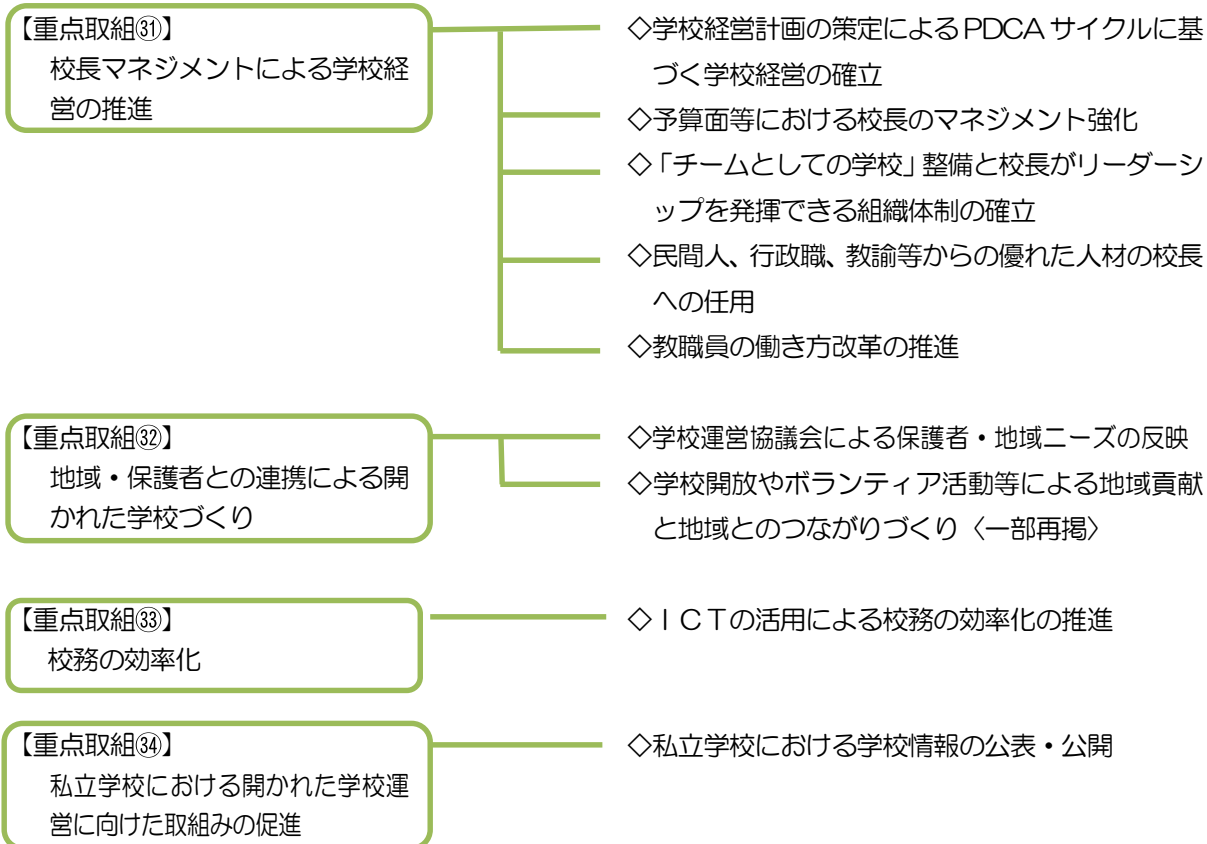 【重点取組㉛】
校長マネジメントによる学校経
営の推進
◇学校経営計画の策定によるPDCAサイクルに基
づく学校経営の確立
◇予算面等における校長のマネジメント強化
◇「チームとしての学校」整備と校長がリーダーシ
ップを発揮できる組織体制の確立
◇民間人、行政職、教諭等からの優れた人材の校長
への任用
◇教職員の働き方改革の推進
【重点取組㉜】
地域・保護者との連携による開
かれた学校づくり
◇学校運営協議会による保護者・地域ニーズの反映
◇学校開放やボランティア活動等による地域貢献
と地域とのつながりづくり〈一部再掲〉
【重点取組㉝】
校務の効率化
◇ICTの活用による校務の効率化の推進
【重点取組㉞】
私立学校における開かれた学校運
営に向けた取組みの促進
◇私立学校における学校情報の公表・公開